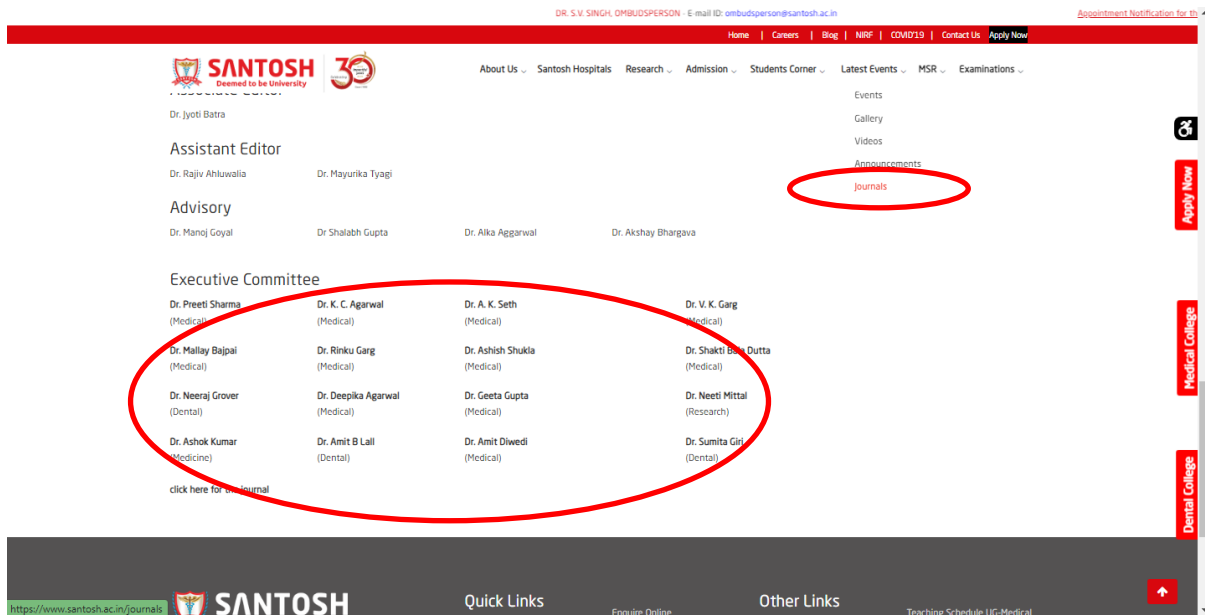 DR. S.V. SINGH, OMBUDSPERSON - E-mail ID: ombudsperson@santosh.ac.in
Appointment Notification for th
Home | Careers | Blog | NIRF | COVID'19 | Contact Us Apply Now
SANTOSH
Deemed to be University
30
About Us Santosh Hospitals Research Admission Students Corner Latest Events MSR Examinations
Events
Gallery
Videos
Announcements
Journals
Associate Editor
Dr. Jyoti Batra
Assistant Editor
Dr. Rajiv Ahluwalia Dr. Mayurika Tyagi
Advisory
Dr. Manoj Goyal Dr Shalabh Gupta Dr. Alka Aggarwal Dr. Akshay Bhargava
Executive Committee
Dr. Preeti Sharma Dr. K. C. Agarwal Dr. A. K. Seth Dr. V. K. Garg
(Medical) (Medical) (Medical) (Medical)
Dr. Mallay Bajpai Dr. Rinku Garg Dr. Ashish Shukla Dr. Shakti Bala Dutta
(Medical) (Medical) (Medical) (Medical)
Dr. Neeraj Grover Dr. Deepika Agarwal Dr. Geeta Gupta Dr. Neeti Mittal
(Dental) (Medical) (Medical) (Research)
Dr. Ashok Kumar Dr. Amit B Lall Dr. Amit Diwedi Dr. Sumita Giri
(Medicine) (Dental) (Medical) (Dental)
click here for the journal
Apply Now
Medical College
Dental College
SANTOSH
Quick Links
Enquire Online
Other Links
Teaching Schedule UG-Medical
https://www.santosh.ac.in/journals